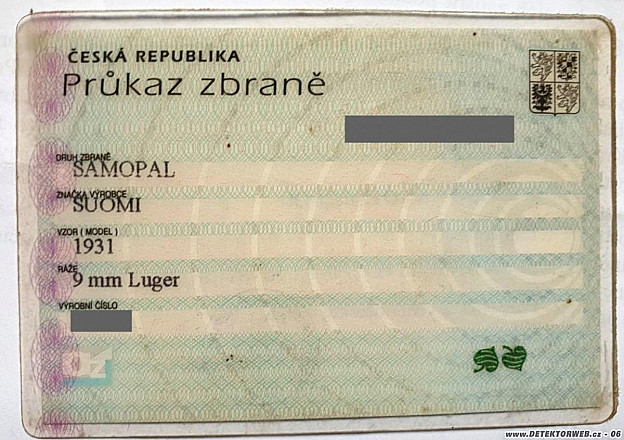 ČESKÁ REPUBLIKA
Průkaz zbraně
DRUH ZBRANĚ
SAMOPAL
ZNAČKA VÝROBCE
SUOMI
VZOR ( MODEL )
1931
RÁŽE
9 mm Luger
VÝROBNÍ ČÍSLO
www.DETEKTORWEB.cz - 06